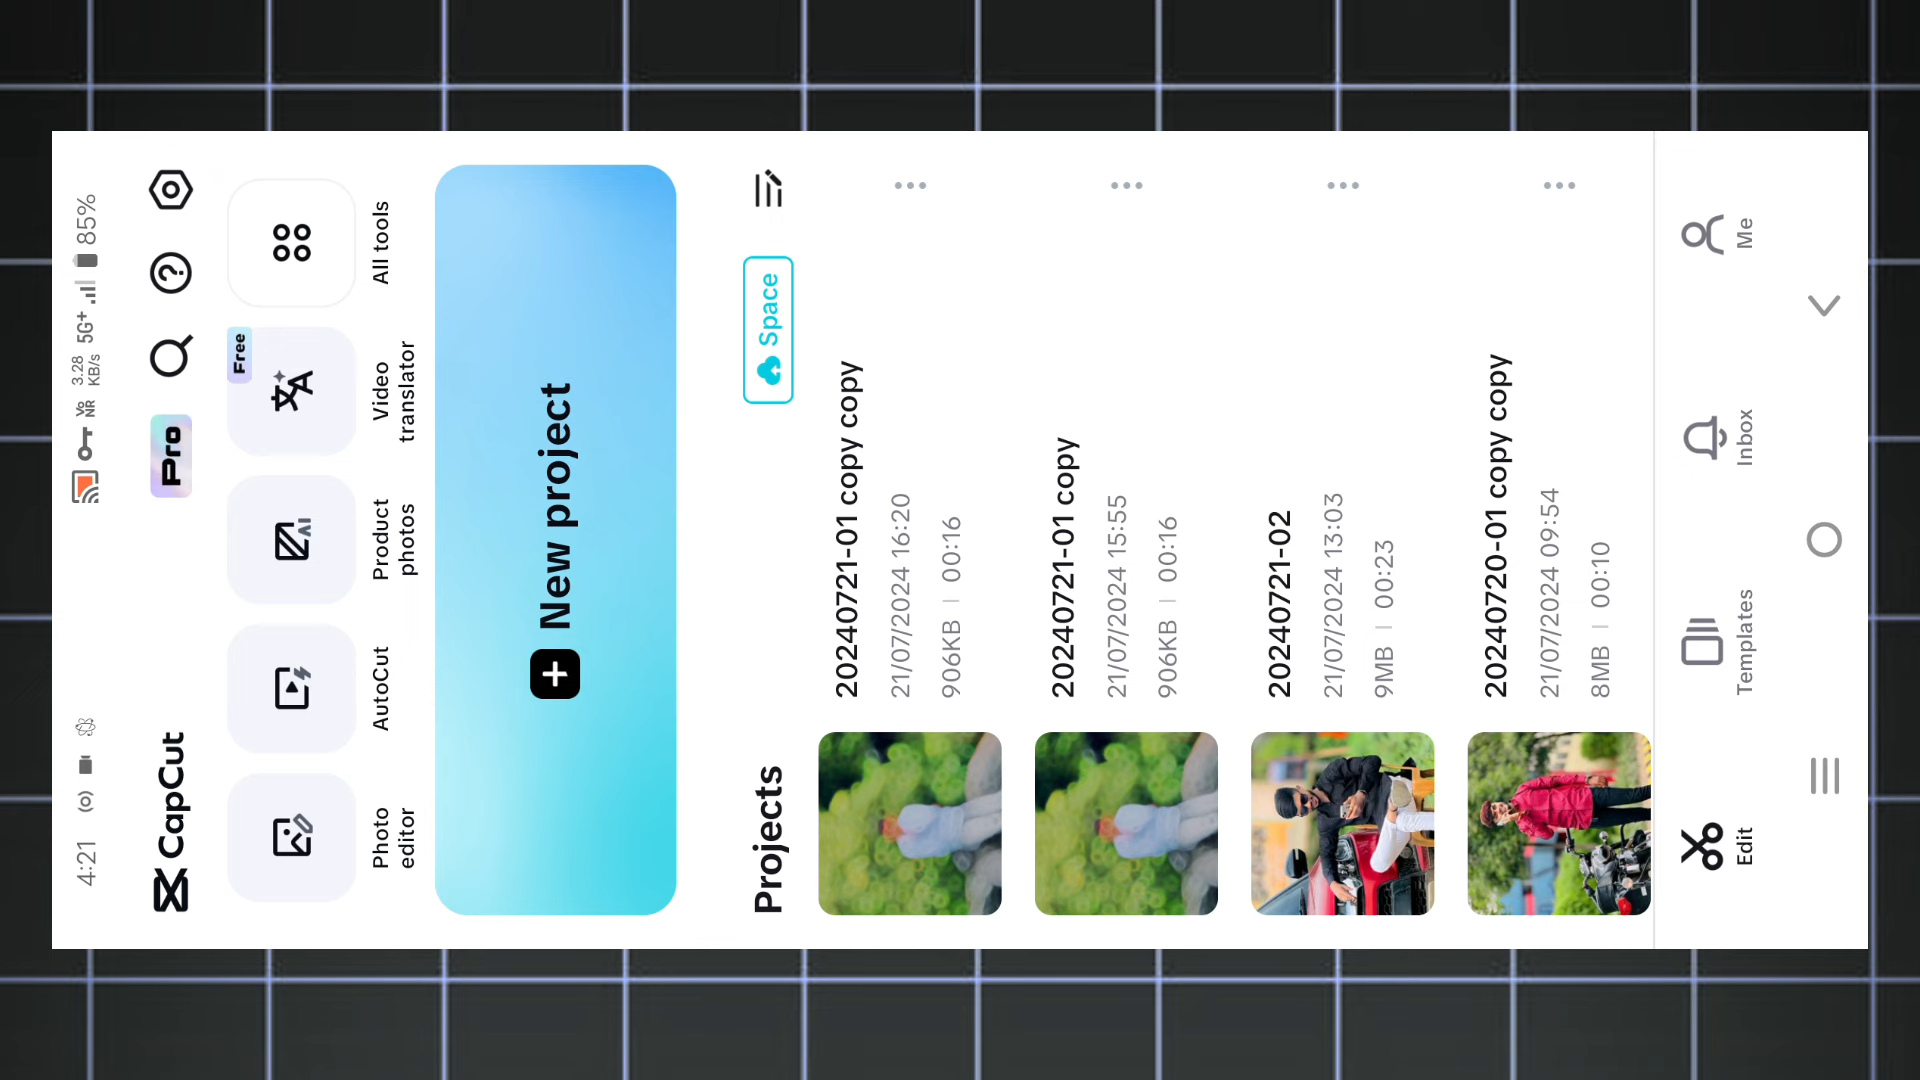 4:21
Vo
NR
3.28
KB/s
5G+
85%
CapCut
Pro
Photo
editor
AutoCut
Product
photos
AI
Free
Video
translator
All tools
New project
Projects
Space
20240721-01 copy copy
21/07/2024 16:20
906KB | 00:16
20240721-01 copy
21/07/2024 15:55
906KB | 00:16
20240721-02
21/07/2024 13:03
9MB | 00:23
20240720-01 copy copy
21/07/2024 09:54
8MB | 00:10
Edit
Templates
Inbox
Me